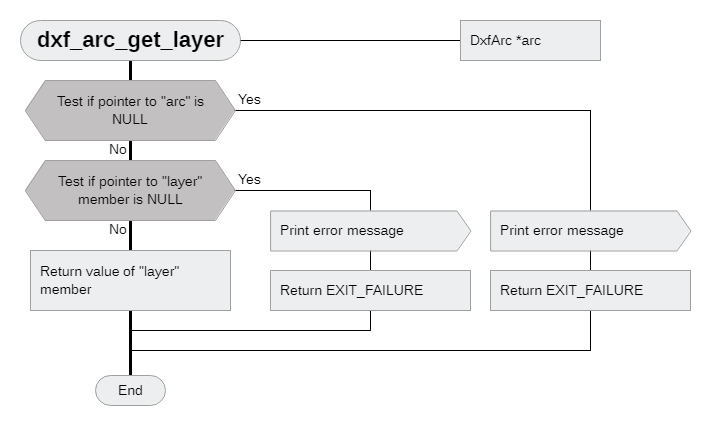 dxf_arc_get_layer
DxfArc *arc
Test if pointer to "arc" is
NULL
Yes
No
Test if pointer to "layer"
member is NULL
Yes
No
Print error message
Print error message
Return value of "layer"
member
Return EXIT_FAILURE
Return EXIT_FAILURE
End